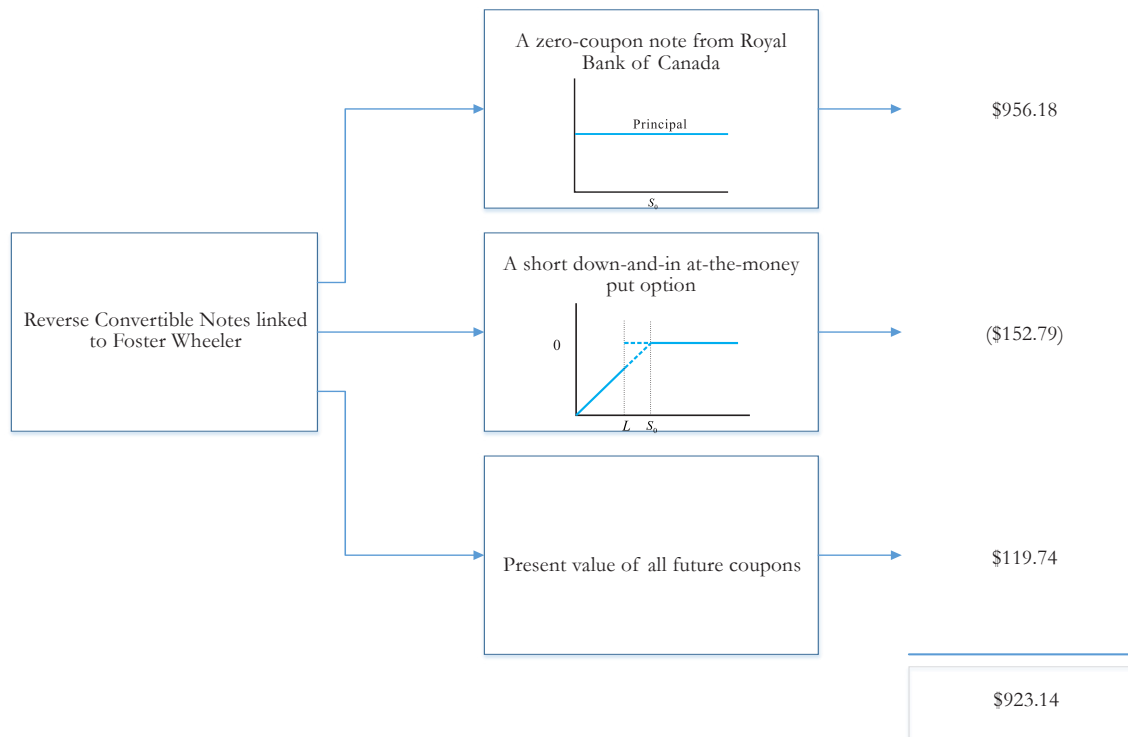 A zero-coupon note from Royal
Bank of Canada
Principal
S₀
$956.18
Reverse Convertible Notes linked
to Foster Wheeler
A short down-and-in at-the-money
put option
0
L S₀
($152.79)
Present value of all future coupons
$119.74
$923.14